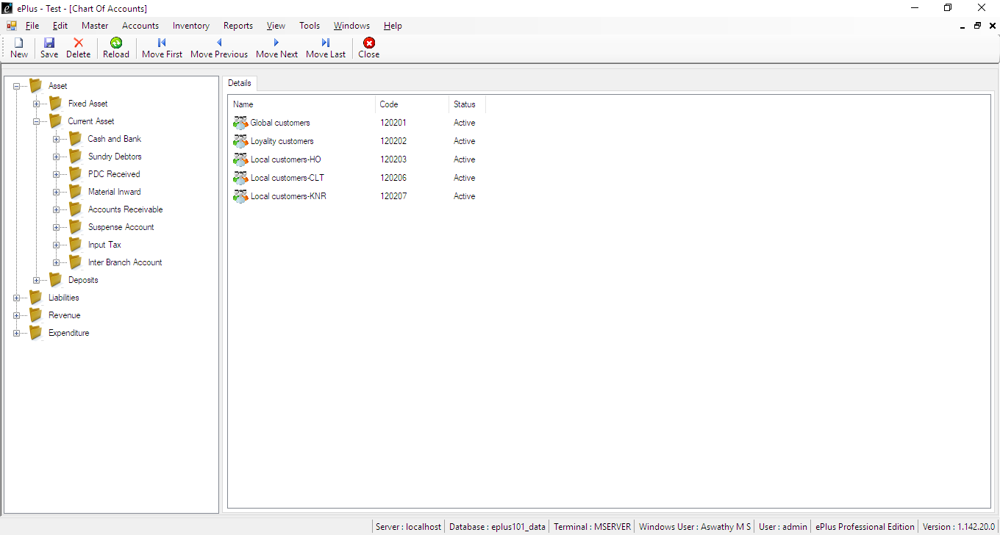 ePlus - Test - [Chart Of Accounts]
File Edit Master Accounts Inventory Reports View Tools Windows Help
New Save Delete Reload Move First Move Previous Move Next Move Last Close
Asset
Fixed Asset
Current Asset
Cash and Bank
Sundry Debtors
PDC Received
Material Inward
Accounts Receivable
Suspense Account
Input Tax
Inter Branch Account
Deposits
Liabilities
Revenue
Expenditure
Details
Name Code Status
Global customers 120201 Active
Loyality customers 120202 Active
Local customers-HO 120203 Active
Local customers-CLT 120206 Active
Local customers-KNR 120207 Active
Server : localhost Database : eplus101_data Terminal : MSERVER Windows User : Aswathy M S User : admin ePlus Professional Edition Version : 1.142.20.0